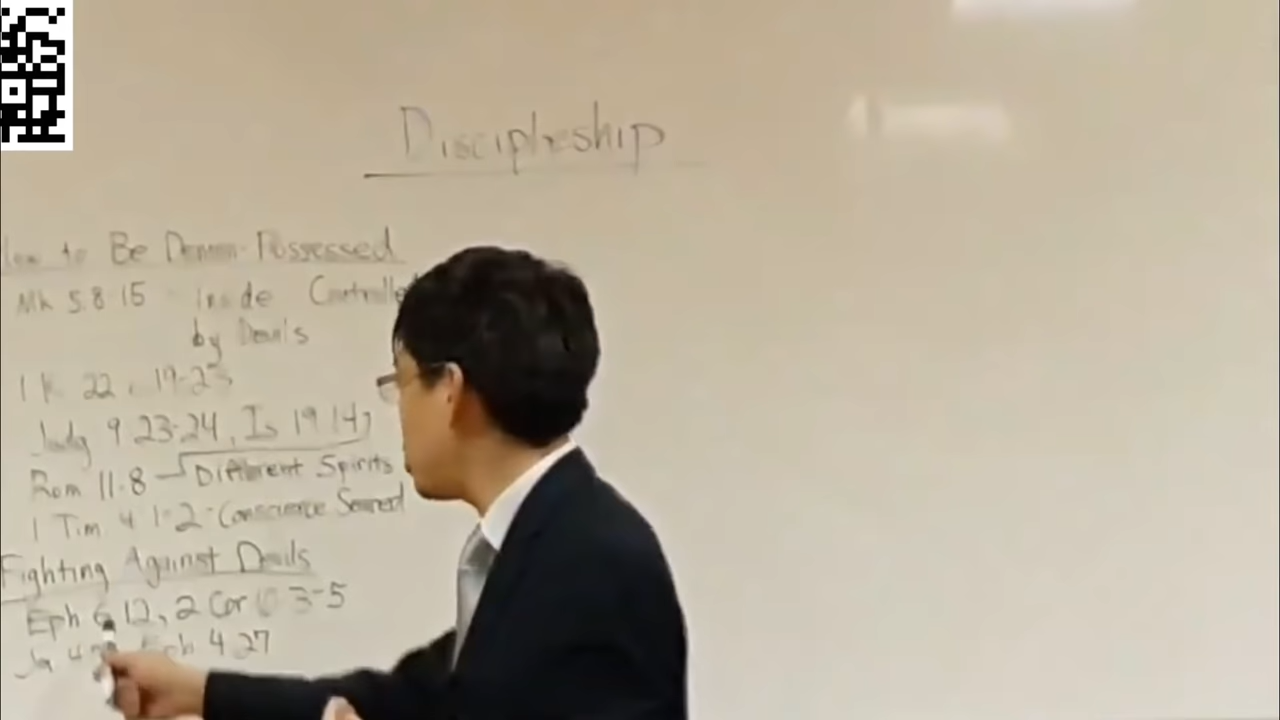 Discipleship
to Be Demon-Possessed
Mk 5:8-15 Inside Controlle
by Devils
1 K 22:19-23
Judg 9:23-24, Is 19:14,
Rom 11:8 Different Spirits
1 Tim 4:1-2-Conscience Seared
Fighting Against Devils
Eph 6:12, 2 Cor 10:3-5
Ja Eph 4:27